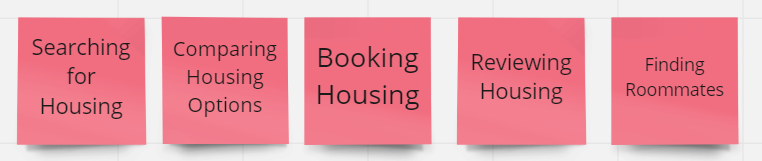 Searching
for
Housing
Comparing
Housing
Options
Booking
Housing
Reviewing
Housing
Finding
Roommates